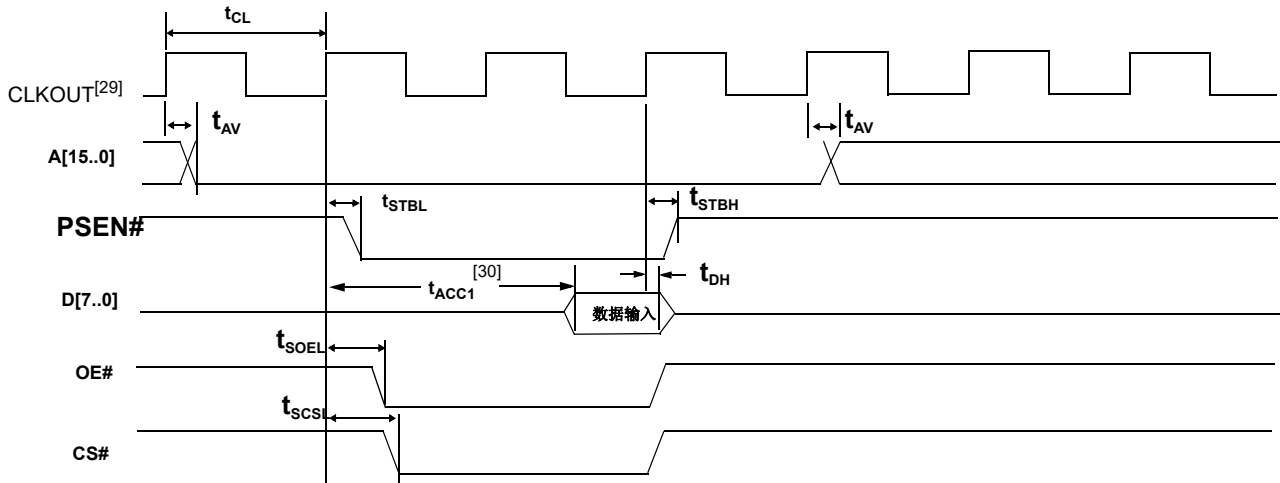 tCL
CLKOUT[29]
tAV
tAV
A[15..0]
tSTBL
tSTBH
PSEN#
[30]
tACC1
tDH
D[7..0]
数据输入
tSOEL
OE#
tSCSL
CS#